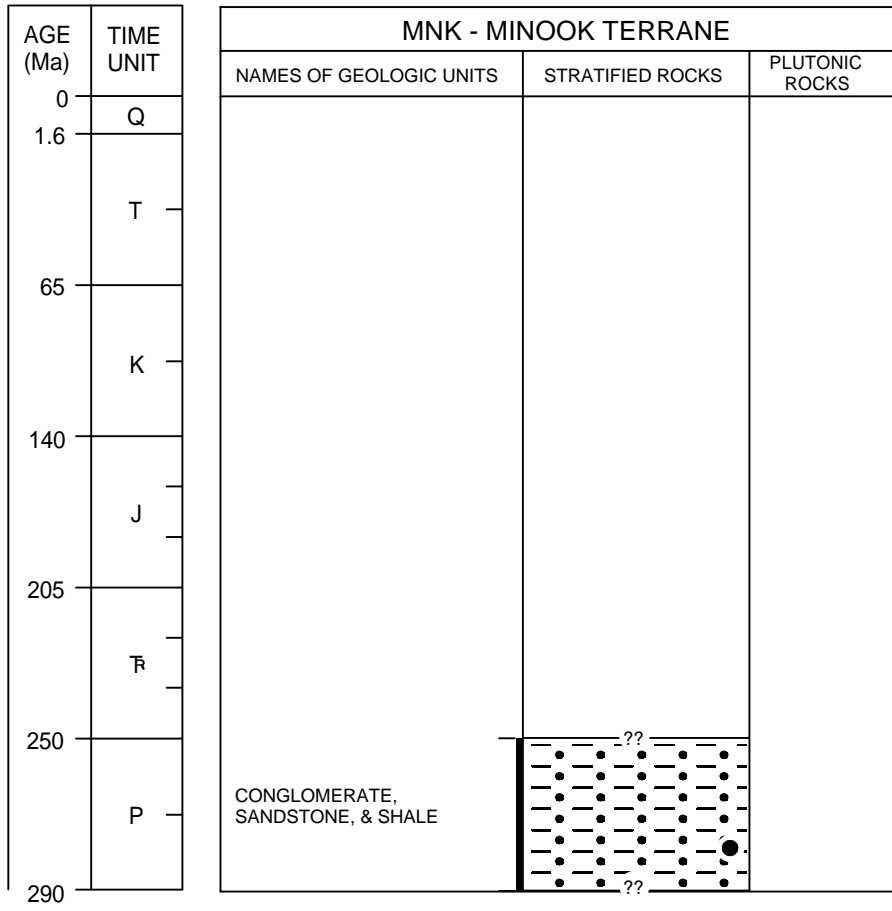 AGE
(Ma)
TIME
UNIT
MNK - MINOOK TERRANE
NAMES OF GEOLOGIC UNITS
STRATIFIED ROCKS
PLUTONIC
ROCKS
0
Q
1.6
T
65
K
140
J
205
TR
250
??
CONGLOMERATE,
SANDSTONE, & SHALE
P
290
??